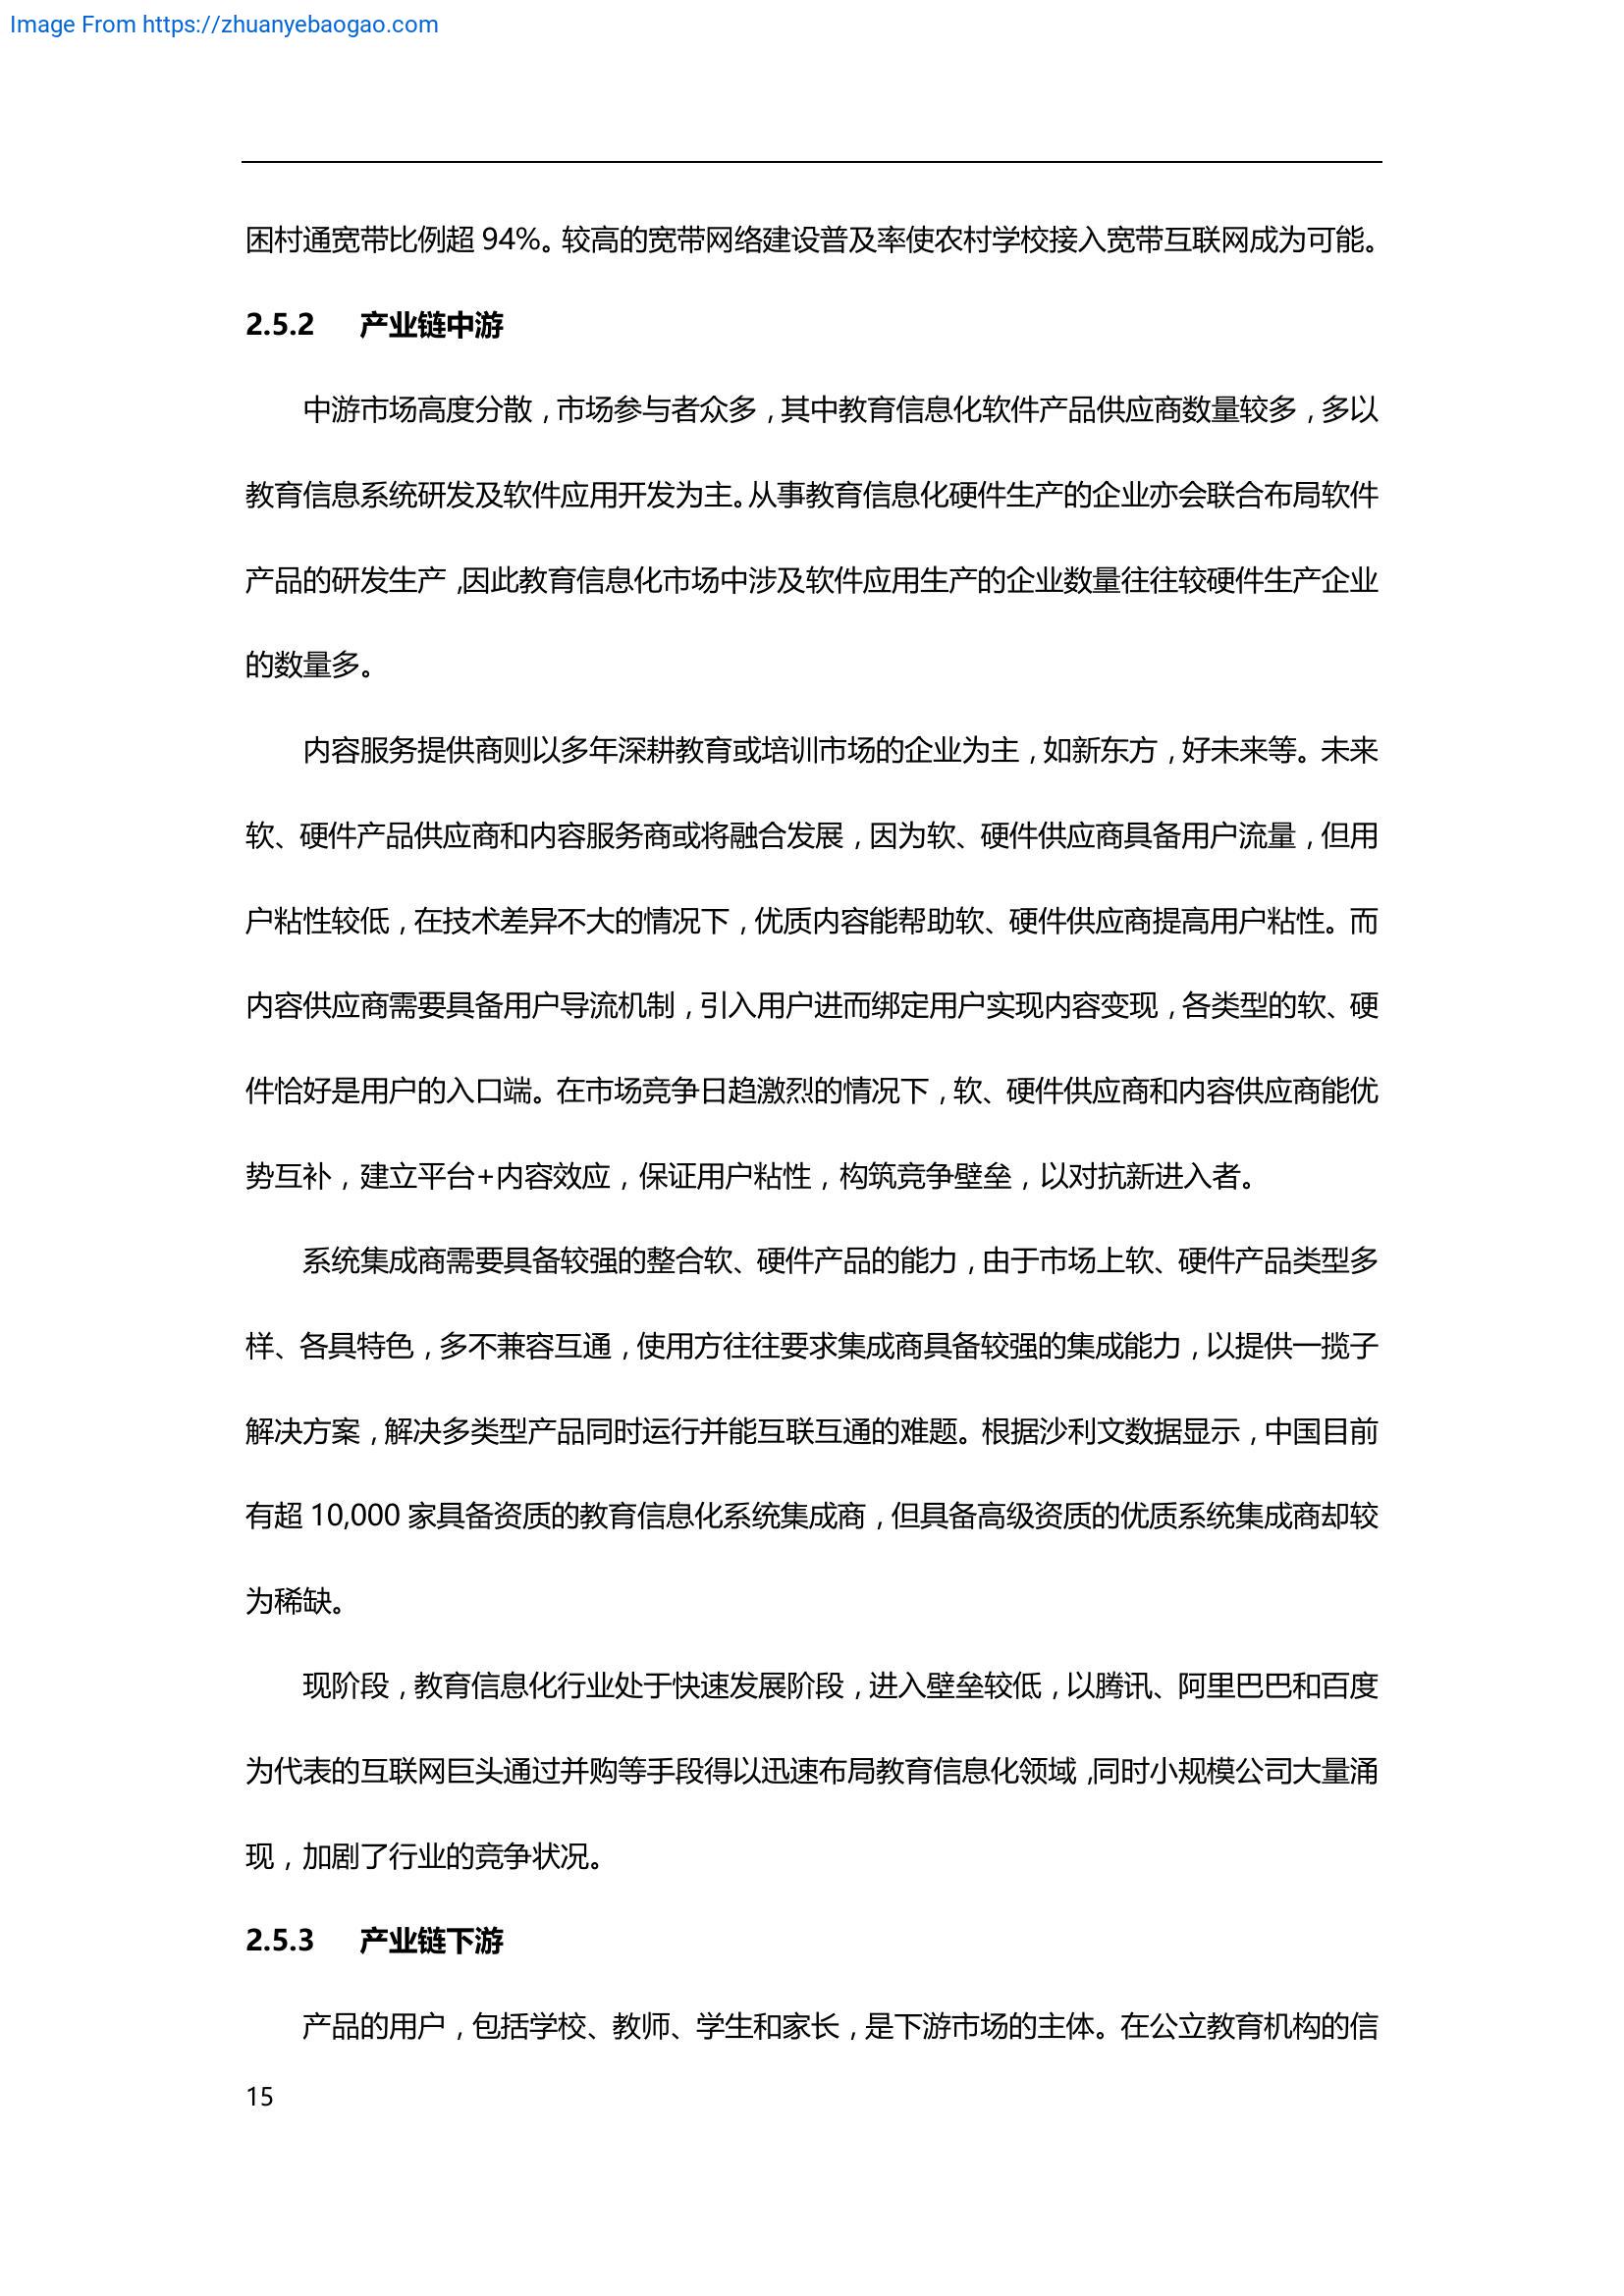 Image From https://zhuanyebaogao.com
困村通宽带比例超 94%。较高的宽带网络建设普及率使农村学校接入宽带互联网成为可能。
2.5.2 产业链中游
中游市场高度分散，市场参与者众多，其中教育信息化软件产品供应商数量较多，多以
教育信息系统研发及软件应用开发为主。从事教育信息化硬件生产的企业亦会联合布局软件
产品的研发生产，因此教育信息化市场中涉及软件应用生产的企业数量往往较硬件生产企业
的数量多。
内容服务提供商则以多年深耕教育或培训市场的企业为主，如新东方，好未来等。未来
软、硬件产品供应商和内容服务商或将融合发展，因为软、硬件供应商具备用户流量，但用
户粘性较低，在技术差异不大的情况下，优质内容能帮助软、硬件供应商提高用户粘性。而
内容供应商需要具备用户导流机制，引入用户进而绑定用户实现内容变现，各类型的软、硬
件恰好是用户的入口端。在市场竞争日趋激烈的情况下，软、硬件供应商和内容供应商能优
势互补，建立平台+内容效应，保证用户粘性，构筑竞争壁垒，以对抗新进入者。
系统集成商需要具备较强的整合软、硬件产品的能力，由于市场上软、硬件产品类型多
样、各具特色，多不兼容互通，使用方往往要求集成商具备较强的集成能力，以提供一揽子
解决方案，解决多类型产品同时运行并能互联互通的难题。根据沙利文数据显示，中国目前
有超 10,000 家具备资质的教育信息化系统集成商，但具备高级资质的优质系统集成商却较
为稀缺。
现阶段，教育信息化行业处于快速发展阶段，进入壁垒较低，以腾讯、阿里巴巴和百度
为代表的互联网巨头通过并购等手段得以迅速布局教育信息化领域，同时小规模公司大量涌
现，加剧了行业的竞争状况。
2.5.3 产业链下游
产品的用户，包括学校、教师、学生和家长，是下游市场的主体。在公立教育机构的信
15